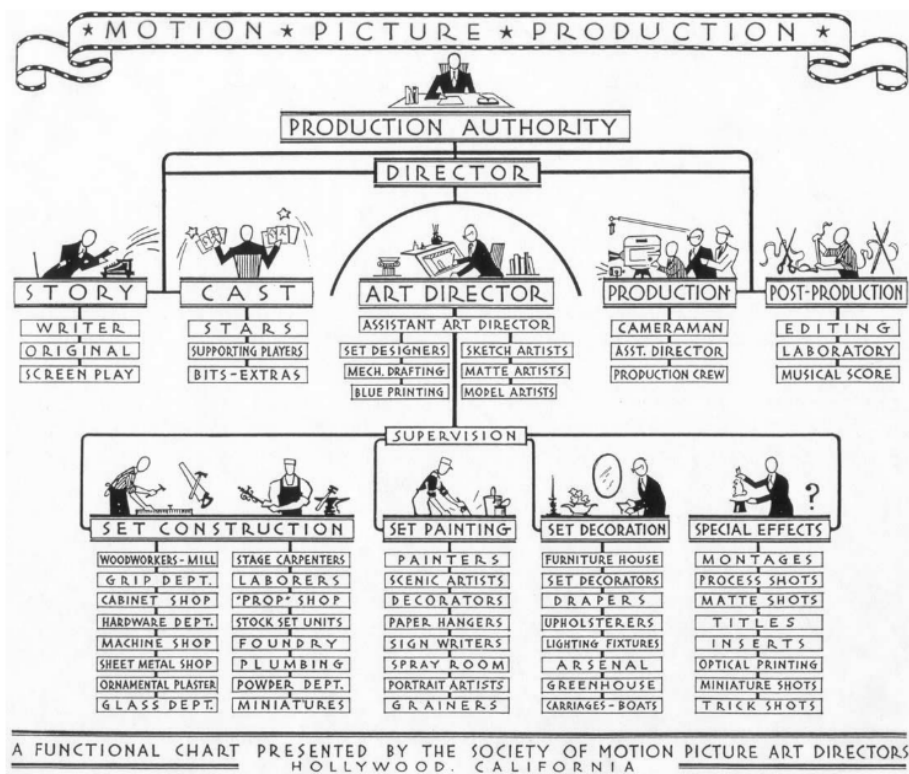 ★ MOTION ★ PICTURE ★ PRODUCTION ★
PRODUCTION AUTHORITY
DIRECTOR
STORY
WRITER
ORIGINAL
SCREEN PLAY
CAST
STARS
SUPPORTING PLAYERS
BITS-EXTRAS
ART DIRECTOR
ASSISTANT ART DIRECTOR
SET DESIGNERS
MECH. DRAFTING
BLUE PRINTING
SKETCH ARTISTS
MATTE ARTISTS
MODEL ARTISTS
PRODUCTION
CAMERAMAN
ASST. DIRECTOR
PRODUCTION CREW
POST-PRODUCTION
EDITING
LABORATORY
MUSICAL SCORE
SUPERVISION
SET CONSTRUCTION
WOODWORKERS-MILL
GRIP DEPT.
CABINET SHOP
HARDWARE DEPT.
MACHINE SHOP
SHEET METAL SHOP
ORNAMENTAL PLASTER
GLASS DEPT.
STAGE CARPENTERS
LABORERS
"PROP" SHOP
STOCK SET UNITS
FOUNDRY
PLUMBING
POWDER DEPT.
MINIATURES
SET PAINTING
PAINTERS
SCENIC ARTISTS
DECORATORS
PAPER HANGERS
SIGN WRITERS
SPRAY ROOM
PORTRAIT ARTISTS
GRAINERS
SET DECORATION
FURNITURE HOUSE
SET DECORATORS
DRAPERS
UPHOLSTERERS
LIGHTING FIXTURES
ARSENAL
GREENHOUSE
CARRIAGES-BOATS
?
SPECIAL EFFECTS
MONTAGES
PROCESS SHOTS
MATTE SHOTS
TITLES
INSERTS
OPTICAL PRINTING
MINIATURE SHOTS
TRICK SHOTS
A FUNCTIONAL CHART PRESENTED BY THE SOCIETY OF MOTION PICTURE ART DIRECTORS
HOLLYWOOD, CALIFORNIA